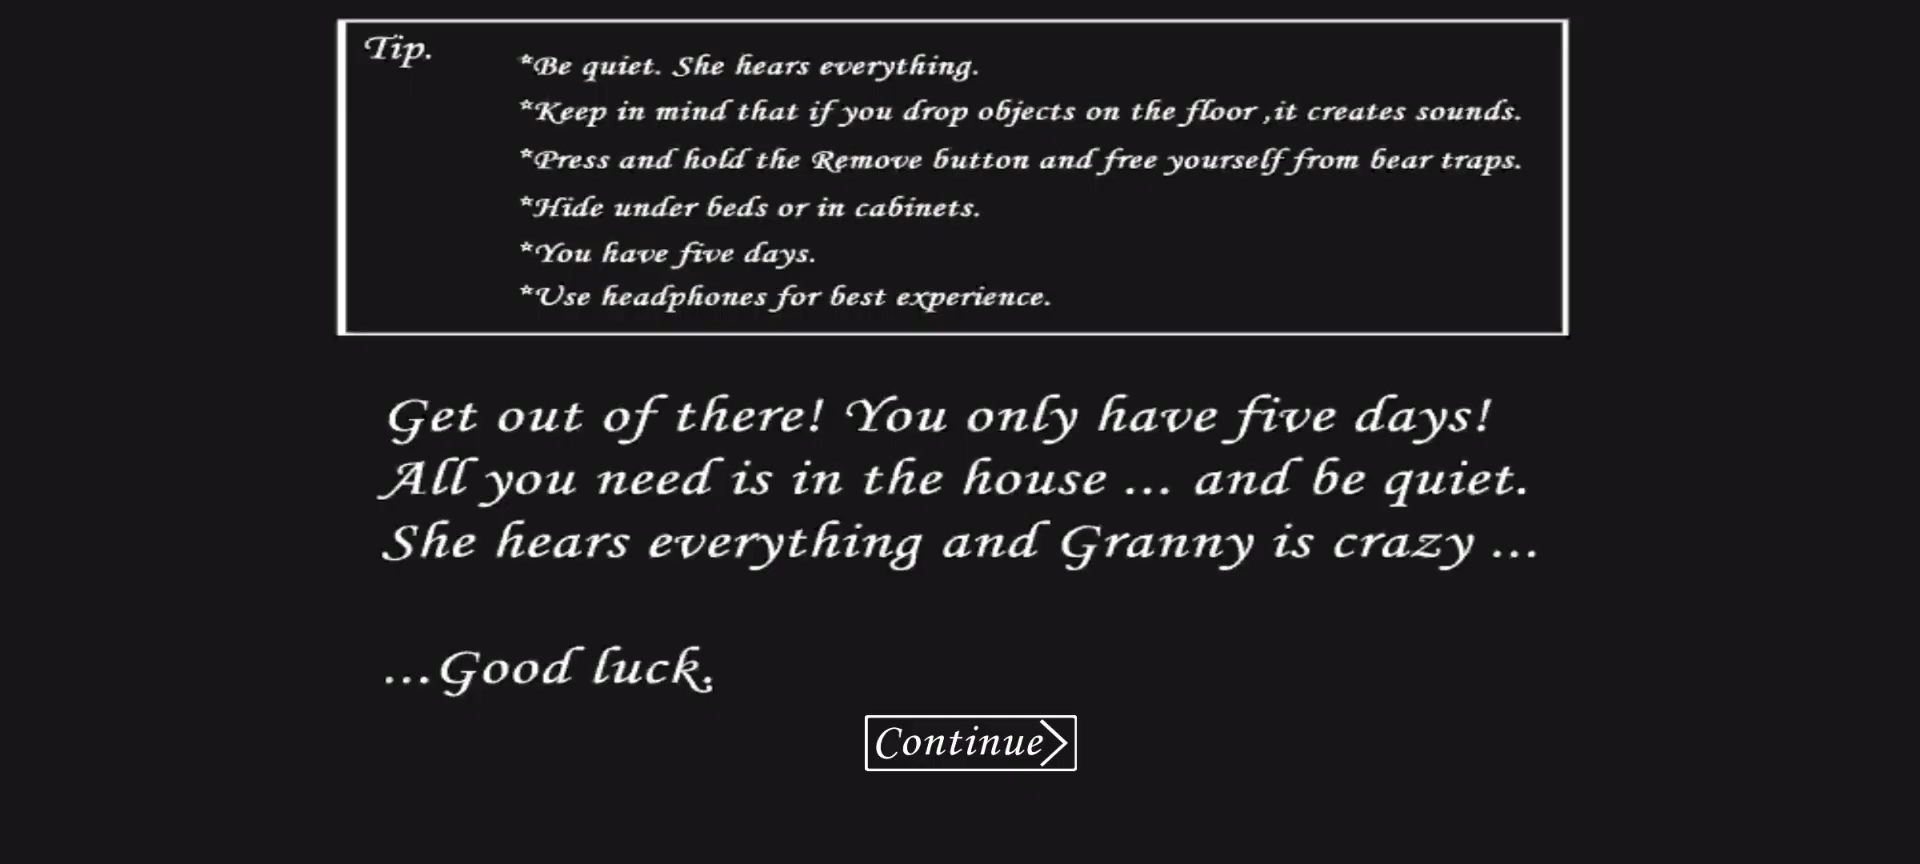 Tip.
*Be quiet. She hears everything.
*Keep in mind that if you drop objects on the floor ,it creates sounds.
*Press and hold the Remove button and free yourself from bear traps.
*Hide under beds or in cabinets.
*You have five days.
*Use headphones for best experience.
Get out of there! You only have five days!
All you need is in the house ... and be quiet.
She hears everything and Granny is crazy ...
...Good luck.
Continue